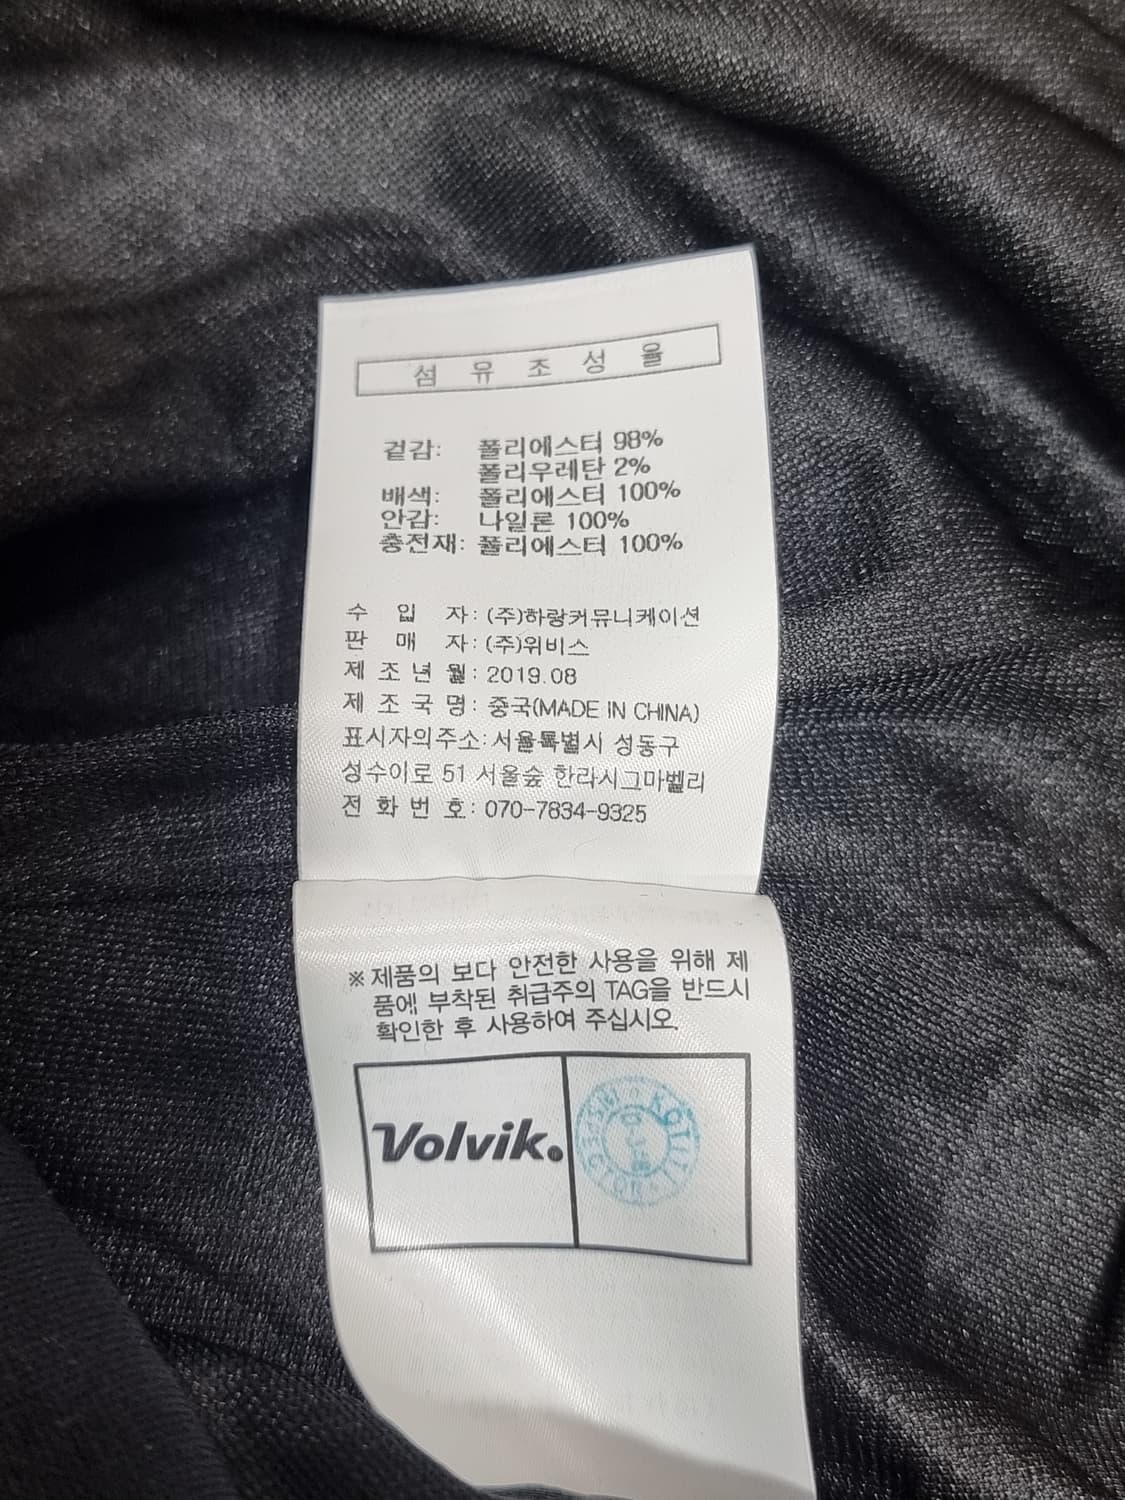 섬 유 조 성 율
겉감: 폴리에스터 98%
폴리우레탄 2%
배색: 폴리에스터 100%
안감: 나일론 100%
충전재: 폴리에스터 100%
수 입 자: (주)하랑커뮤니케이션
판 매 자: (주)위비스
제 조 년 월: 2019.08
제 조 국 명: 중국(MADE IN CHINA)
표시자의주소: 서울특별시 성동구
성수이로 51 서울숲 한라시그마밸리
전 화 번 호: 070-7834-9325
※ 제품의 보다 안전한 사용을 위해 제
품에 부착된 취급주의 TAG을 반드시
확인한 후 사용하여 주십시오.
Volvik.
KOTITI